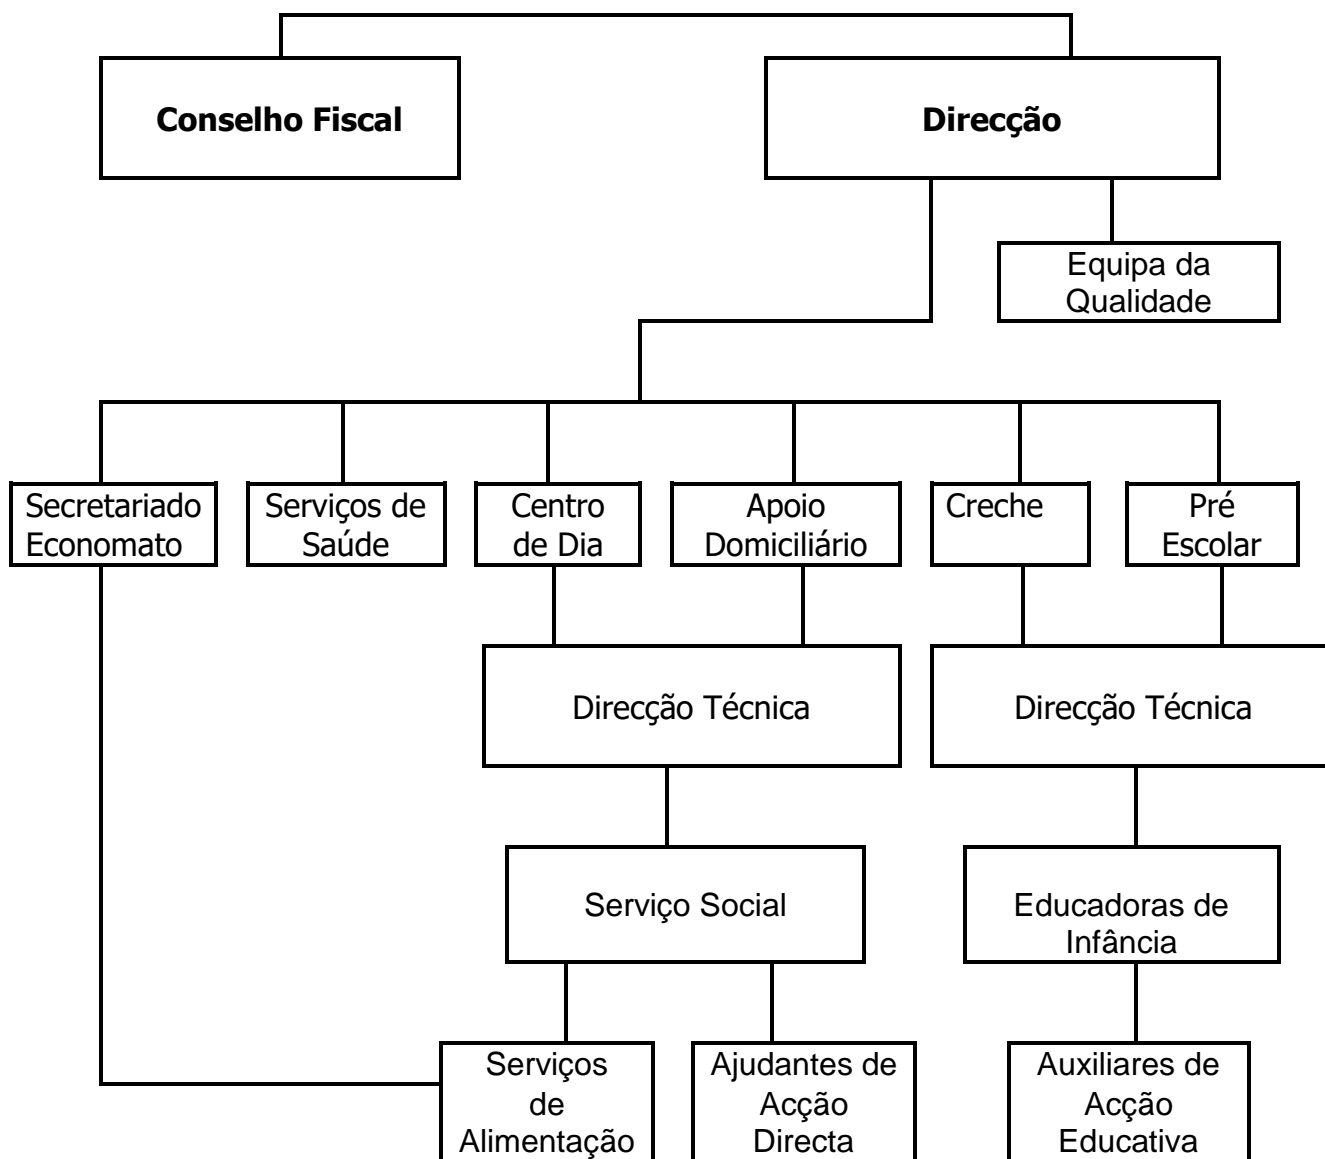 Conselho Fiscal
Direcção
Equipa da
Qualidade
Secretariado
Economato
Serviços de
Saúde
Centro
de Dia
Apoio
Domiciliário
Creche
Pré
Escolar
Direcção Técnica
Direcção Técnica
Serviço Social
Educadoras de
Infância
Serviços
de
Alimentação
Ajudantes de
Acção
Directa
Auxiliares de
Acção
Educativa